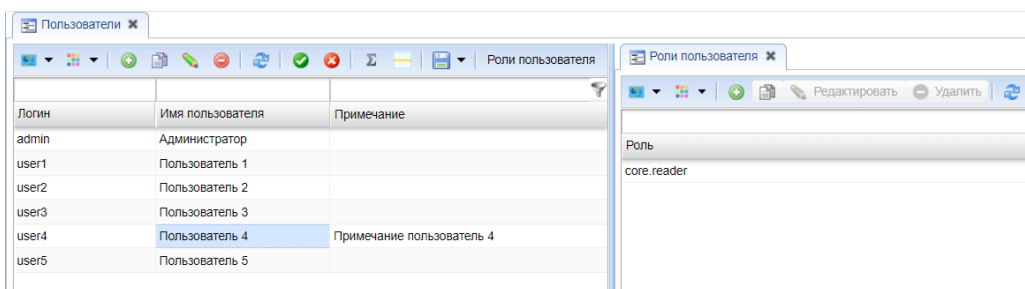 Пользователи
Роли пользователя
Логин Имя пользователя Примечание
admin Администратор
user1 Пользователь 1
user2 Пользователь 2
user3 Пользователь 3
user4 Пользователь 4 Примечание пользователь 4
user5 Пользователь 5
Роли пользователя
Редактировать Удалить
Роль
core.reader